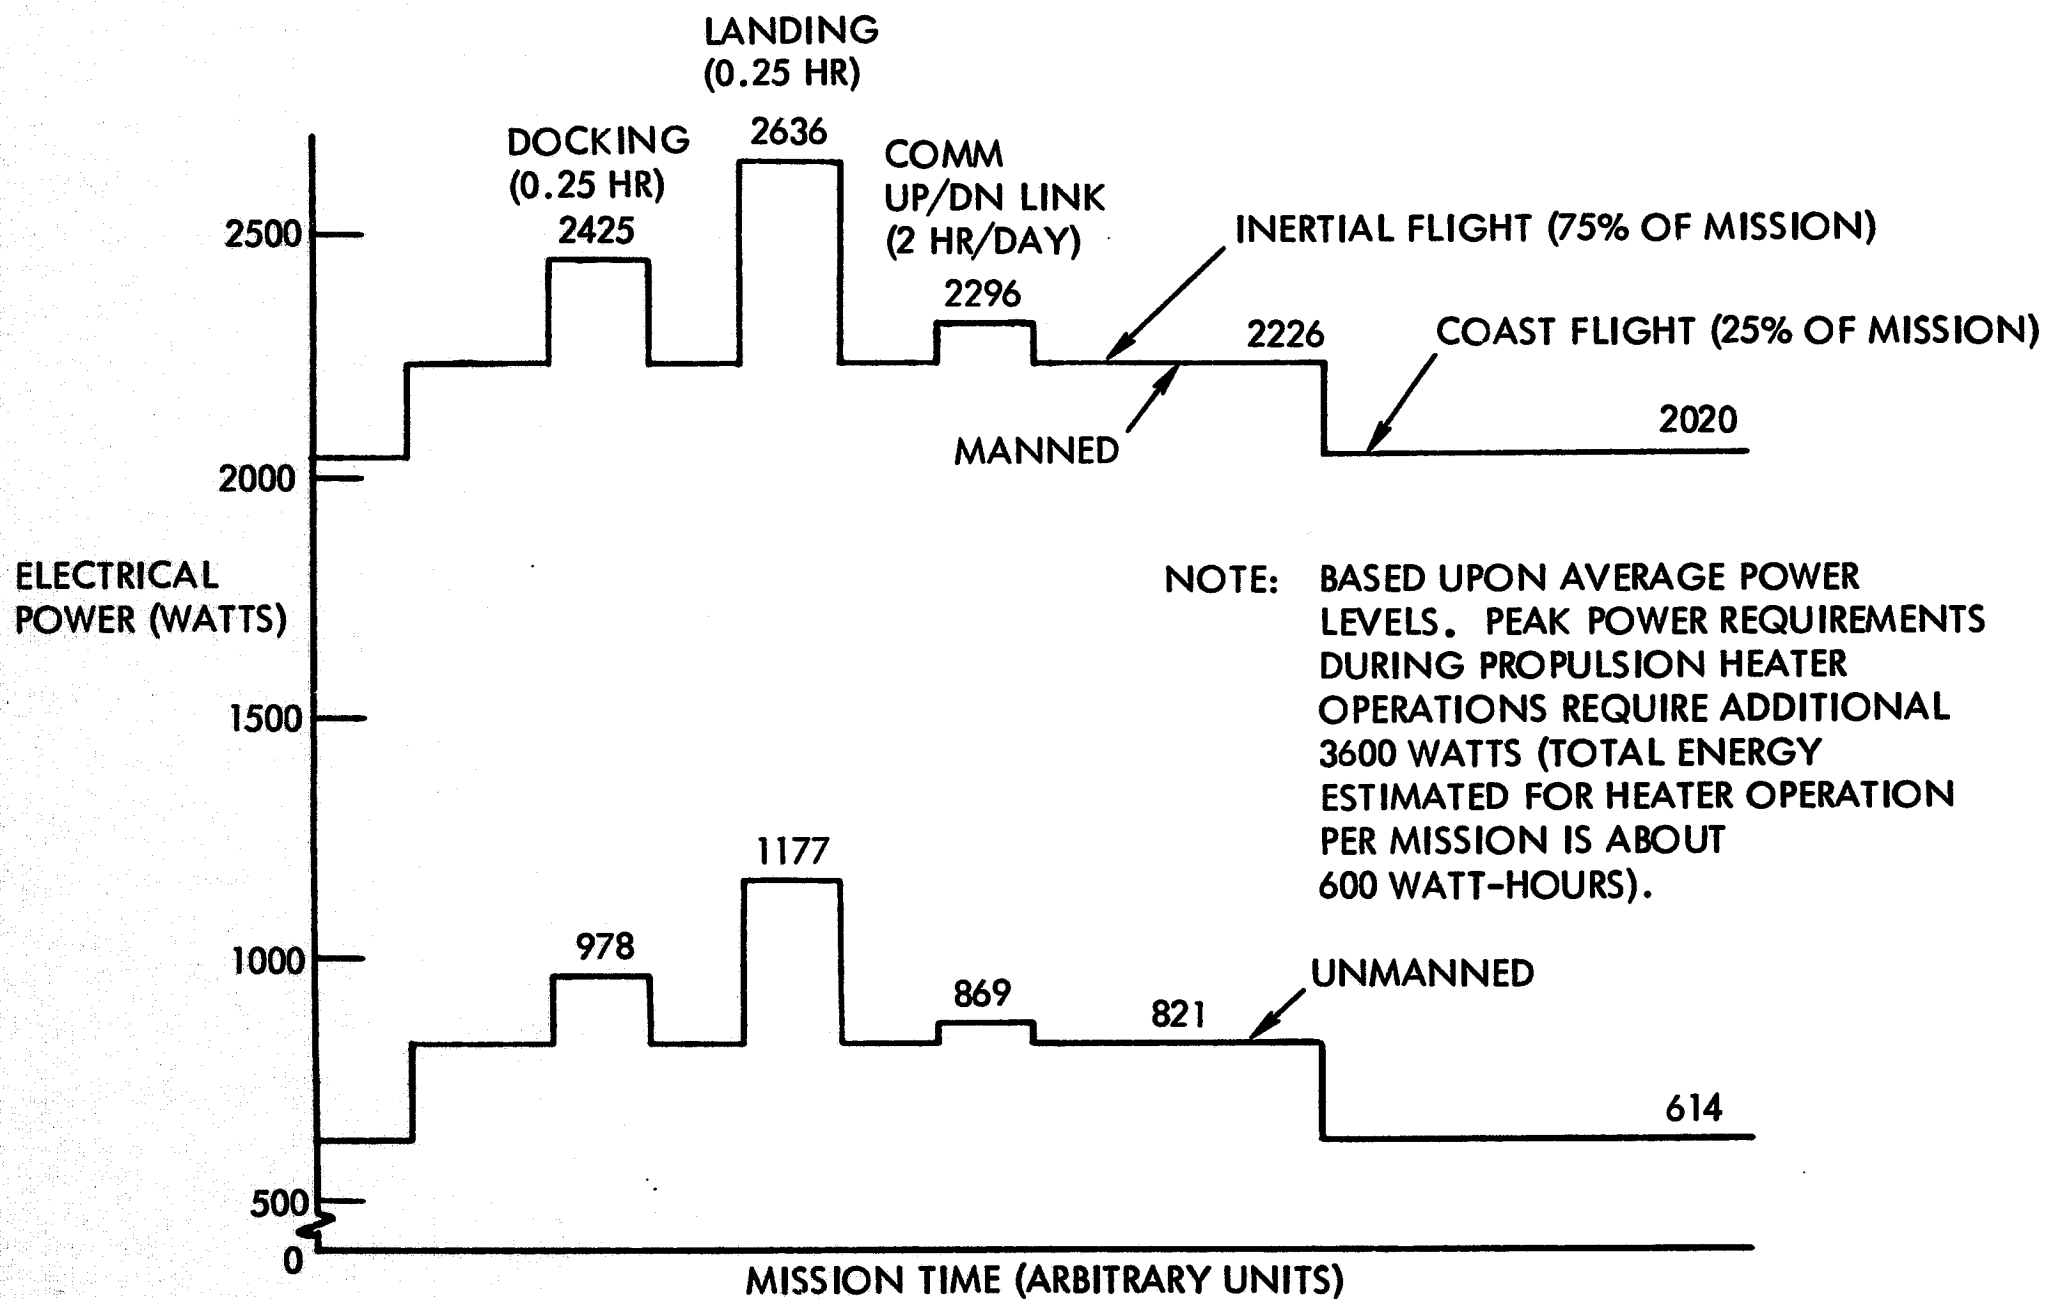 LANDING
(0.25 HR)
2636
DOCKING
(0.25 HR)
2425
COMM
UP/DN LINK
(2 HR/DAY)
2296
INERTIAL FLIGHT (75% OF MISSION)
2226
COAST FLIGHT (25% OF MISSION)
2020
MANNED
2500
2000
1500
1000
500
0
ELECTRICAL
POWER (WATTS)
NOTE: BASED UPON AVERAGE POWER
LEVELS. PEAK POWER REQUIREMENTS
DURING PROPULSION HEATER
OPERATIONS REQUIRE ADDITIONAL
3600 WATTS (TOTAL ENERGY
ESTIMATED FOR HEATER OPERATION
PER MISSION IS ABOUT
600 WATT-HOURS).
1177
978
869
821
UNMANNED
614
MISSION TIME (ARBITRARY UNITS)